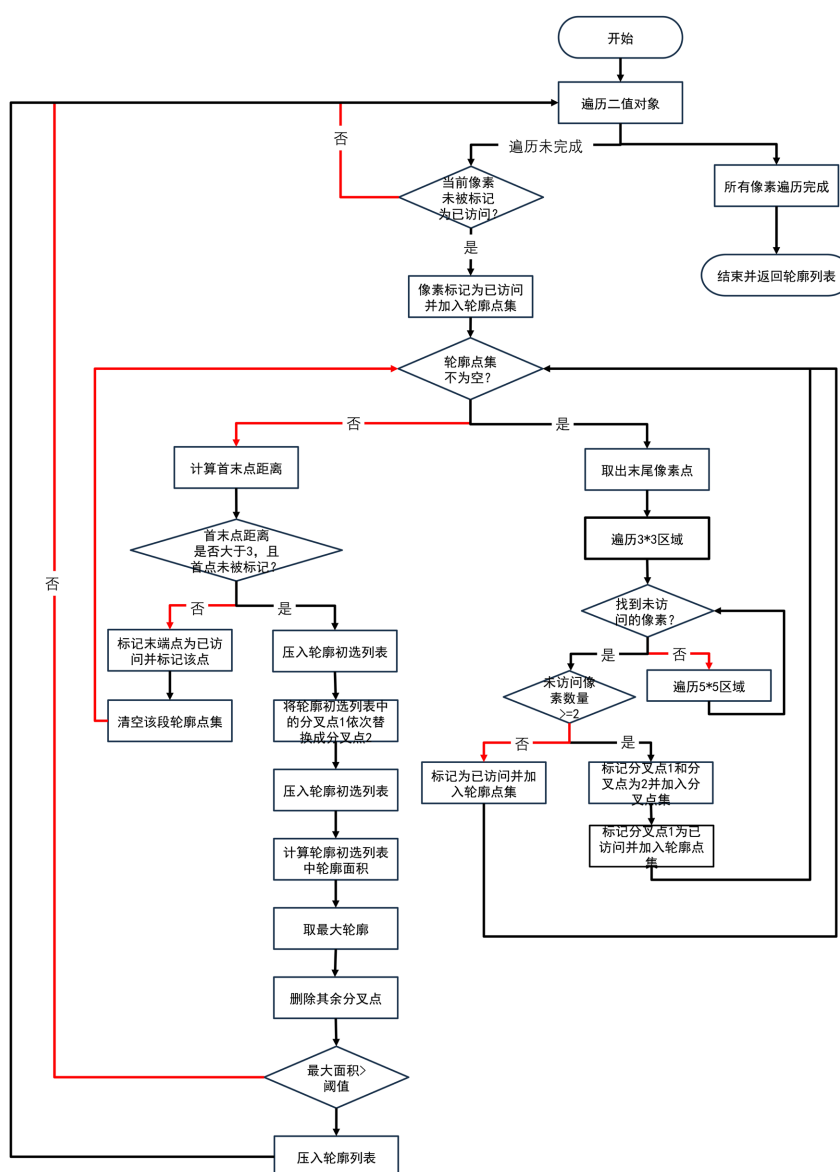 开始
遍历二值对象
否
遍历未完成
当前像素
未被标记
为已访问?
所有像素遍历完成
是
结束并返回轮廓列表
像素标记为已访问
并加入轮廓点集
轮廓点集
不为空?
否
是
计算首末点距离
取出末尾像素点
首末点距离
是否大于3, 且
首点未被标记?
遍历3*3区域
否
找到未访
问的像素?
否
是
标记末端点为已访
问并标记该点
压入轮廓初选列表
是
否
未访问像
素数量
>=2
遍历5*5区域
清空该段轮廓点集
将轮廓初选列表中
的分叉点1依次替
换成分叉点2
否
是
压入轮廓初选列表
标记为已访问并加
入轮廓点集
标记分叉点1和分
叉点为2并加入分
叉点集
计算轮廓初选列表
中轮廓面积
标记分叉点1为已
访问并加入轮廓点
集
取最大轮廓
删除其余分叉点
最大面积>
阈值
压入轮廓列表